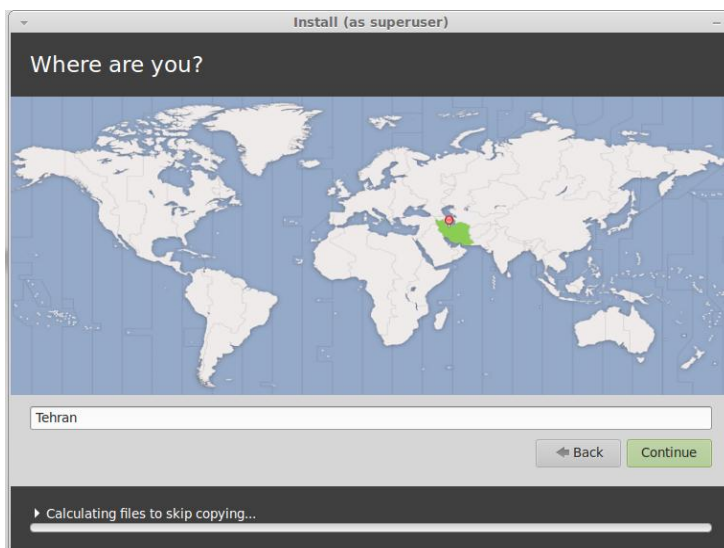 Install (as superuser)
Where are you?
Tehran
Back
Continue
Calculating files to skip copying...